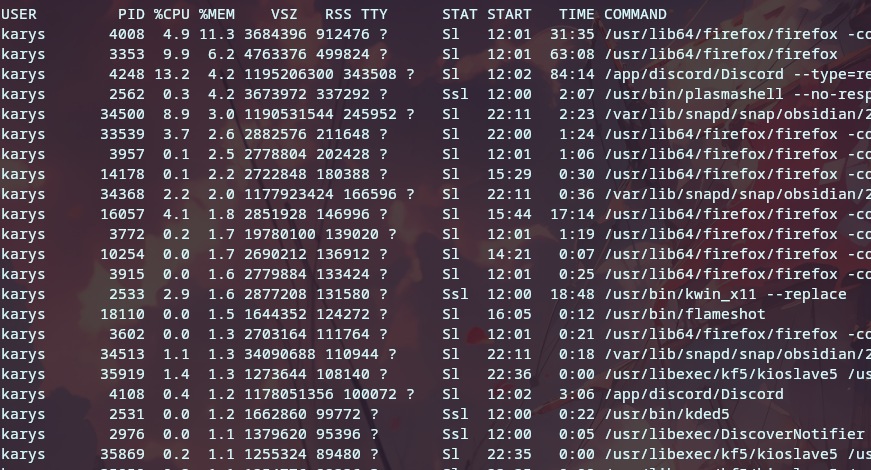 USER PID %CPU %MEM VSZ RSS TTY STAT START TIME COMMAND
karys 4008 4.9 11.3 3684396 912476 ? Sl 12:01 31:35 /usr/lib64/firefox/firefox -co
karys 3353 9.9 6.2 4763376 499824 ? Sl 12:01 63:08 /usr/lib64/firefox/firefox
karys 4248 13.2 4.2 1195206300 343508 ? Sl 12:02 84:14 /app/discord/Discord --type=re
karys 2562 0.3 4.2 3673972 337292 ? Ssl 12:00 2:07 /usr/bin/plasmashell --no-resp
karys 34500 8.9 3.0 1190531544 245952 ? Sl 22:11 2:23 /var/lib/snapd/snap/obsidian/2
karys 33539 3.7 2.6 2882576 211648 ? Sl 22:00 1:24 /usr/lib64/firefox/firefox -co
karys 3957 0.1 2.5 2778804 202428 ? Sl 12:01 1:06 /usr/lib64/firefox/firefox -co
karys 14178 0.1 2.2 2722848 180388 ? Sl 15:29 0:30 /usr/lib64/firefox/firefox -co
karys 34368 2.2 2.0 1177923424 166596 ? Sl 22:11 0:36 /var/lib/snapd/snap/obsidian/2
karys 16057 4.1 1.8 2851928 146996 ? Sl 15:44 17:14 /usr/lib64/firefox/firefox -co
karys 3772 0.2 1.7 19780100 139020 ? Sl 12:01 1:19 /usr/lib64/firefox/firefox -co
karys 10254 0.0 1.7 2690212 136912 ? Sl 14:21 0:07 /usr/lib64/firefox/firefox -co
karys 3915 0.0 1.6 2779884 133424 ? Sl 12:01 0:25 /usr/lib64/firefox/firefox -co
karys 2533 2.9 1.6 2877208 131580 ? Ssl 12:00 18:48 /usr/bin/kwin_x11 --replace
karys 18110 0.0 1.5 1644352 124272 ? Sl 16:05 0:12 /usr/bin/flameshot
karys 3602 0.0 1.3 2703164 111764 ? Sl 12:01 0:21 /usr/lib64/firefox/firefox -co
karys 34513 1.1 1.3 34090688 110944 ? Sl 22:11 0:18 /var/lib/snapd/snap/obsidian/2
karys 35919 1.4 1.3 1273644 108140 ? Sl 22:36 0:00 /usr/libexec/kf5/kioslave5 /us
karys 4108 0.4 1.2 1178051356 100072 ? Sl 12:02 3:06 /app/discord/Discord
karys 2531 0.0 1.2 1662860 99772 ? Ssl 12:00 0:22 /usr/bin/kded5
karys 2976 0.0 1.1 1379620 95396 ? Ssl 12:00 0:05 /usr/libexec/DiscoverNotifier
karys 35869 0.2 1.1 1255324 89480 ? Sl 22:35 0:00 /usr/libexec/kf5/kioslave5 /us